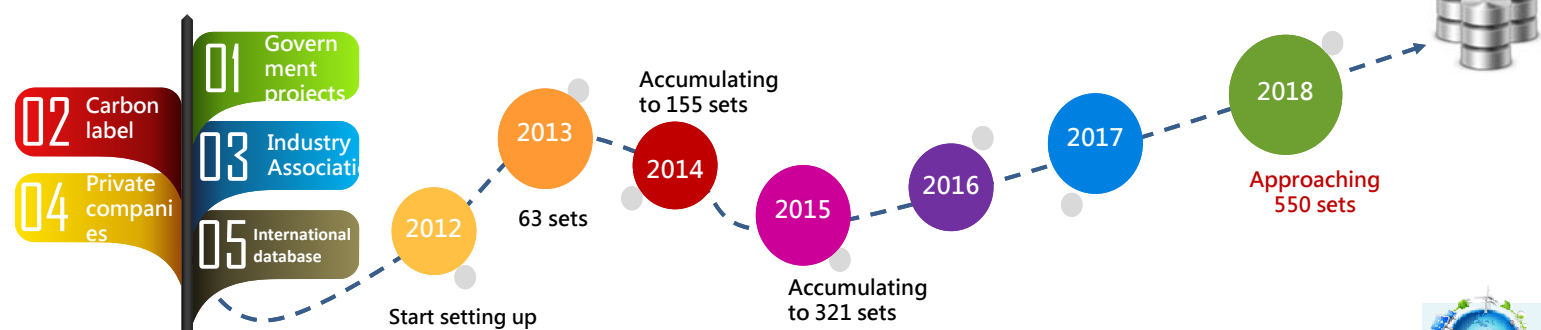 01
Govern
ment
projects
02
Carbon
label
03
Industry
Associati
04
Private
compani
es
05
International
database
2012
Start setting up
2013
63 sets
Accumulating
to 155 sets
2014
2015
Accumulating
to 321 sets
2016
2017
2018
Approaching
550 sets